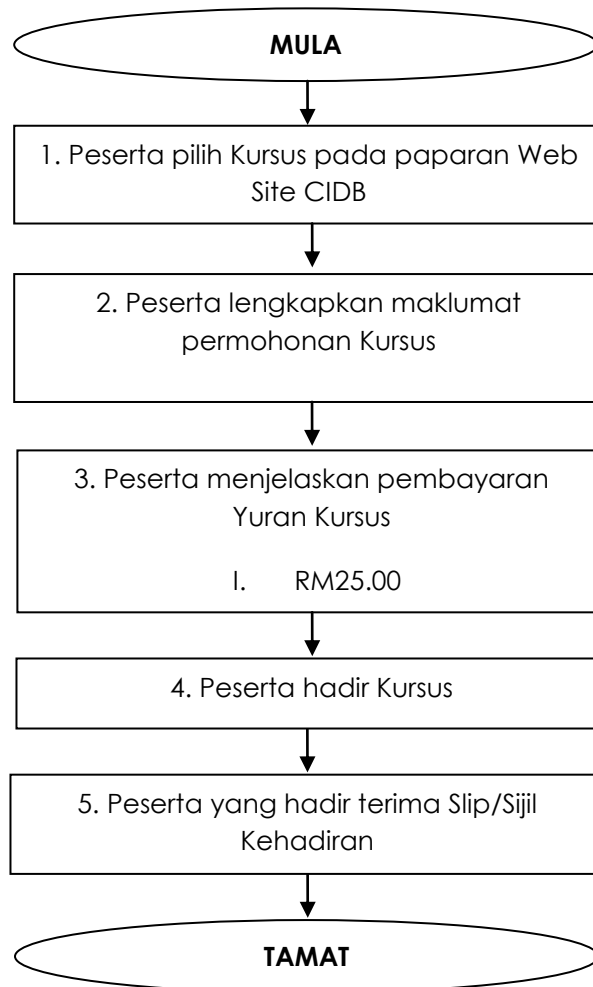 MULA
1. Peserta pilih Kursus pada paparan Web
Site CIDB
2. Peserta lengkapkan maklumat
permohonan Kursus
3. Peserta menjelaskan pembayaran
Yuran Kursus
I. RM25.00
4. Peserta hadir Kursus
5. Peserta yang hadir terima Slip/Sijil
Kehadiran
TAMAT